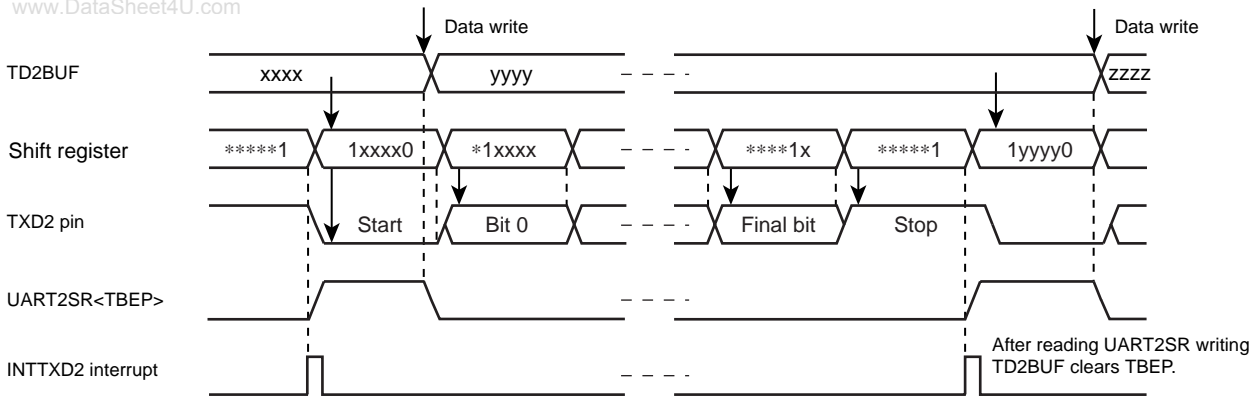 www.DataSheet4U.com
Data write
Data write
TD2BUF
xxxx
yyyy
zzzz
Shift register
*****1
1xxxx0
*1xxxx
****1x
*****1
1yyyy0
TXD2 pin
Start
Bit 0
Final bit
Stop
UART2SR<TBEP>
INTTXD2 interrupt
After reading UART2SR writing
TD2BUF clears TBEP.